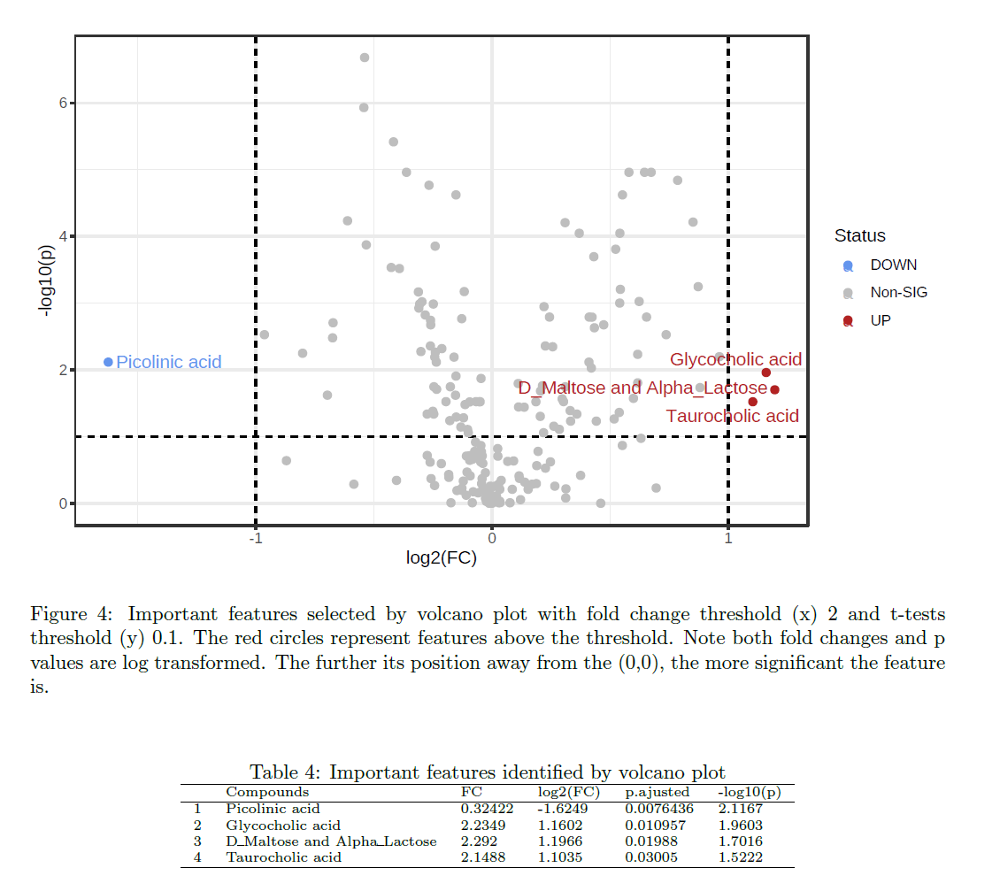 6
4
2
0
-log10(p)
-1
0
1
log2(FC)
Picolinic acid
Glycocholic acid
D_Maltose and Alpha_Lactose
Taurocholic acid
Status
DOWN
Non-SIG
UP
Figure 4: Important features selected by volcano plot with fold change threshold (x) 2 and t-tests
threshold (y) 0.1. The red circles represent features above the threshold. Note both fold changes and p
values are log transformed. The further its position away from the (0,0), the more significant the feature
is.
Table 4: Important features identified by volcano plot
Compounds FC log2(FC) p.ajusted -log10(p)
1 Picolinic acid 0.32422 -1.6249 0.0076436 2.1167
2 Glycocholic acid 2.2349 1.1602 0.010957 1.9603
3 D_Maltose and Alpha_Lactose 2.292 1.1966 0.01988 1.7016
4 Taurocholic acid 2.1488 1.1035 0.03005 1.5222